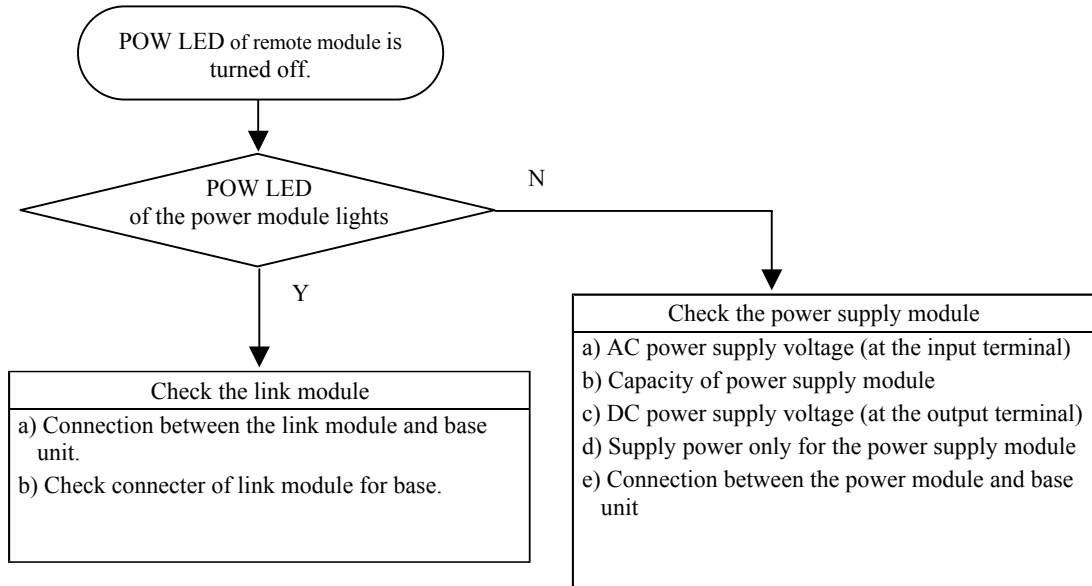 POW LED of remote module is
turned off.
POW LED
of the power module lights
N
Y
Check the power supply module
a) AC power supply voltage (at the input terminal)
b) Capacity of power supply module
c) DC power supply voltage (at the output terminal)
d) Supply power only for the power supply module
e) Connection between the power module and base
unit
Check the link module
a) Connection between the link module and base
unit.
b) Check connecter of link module for base.